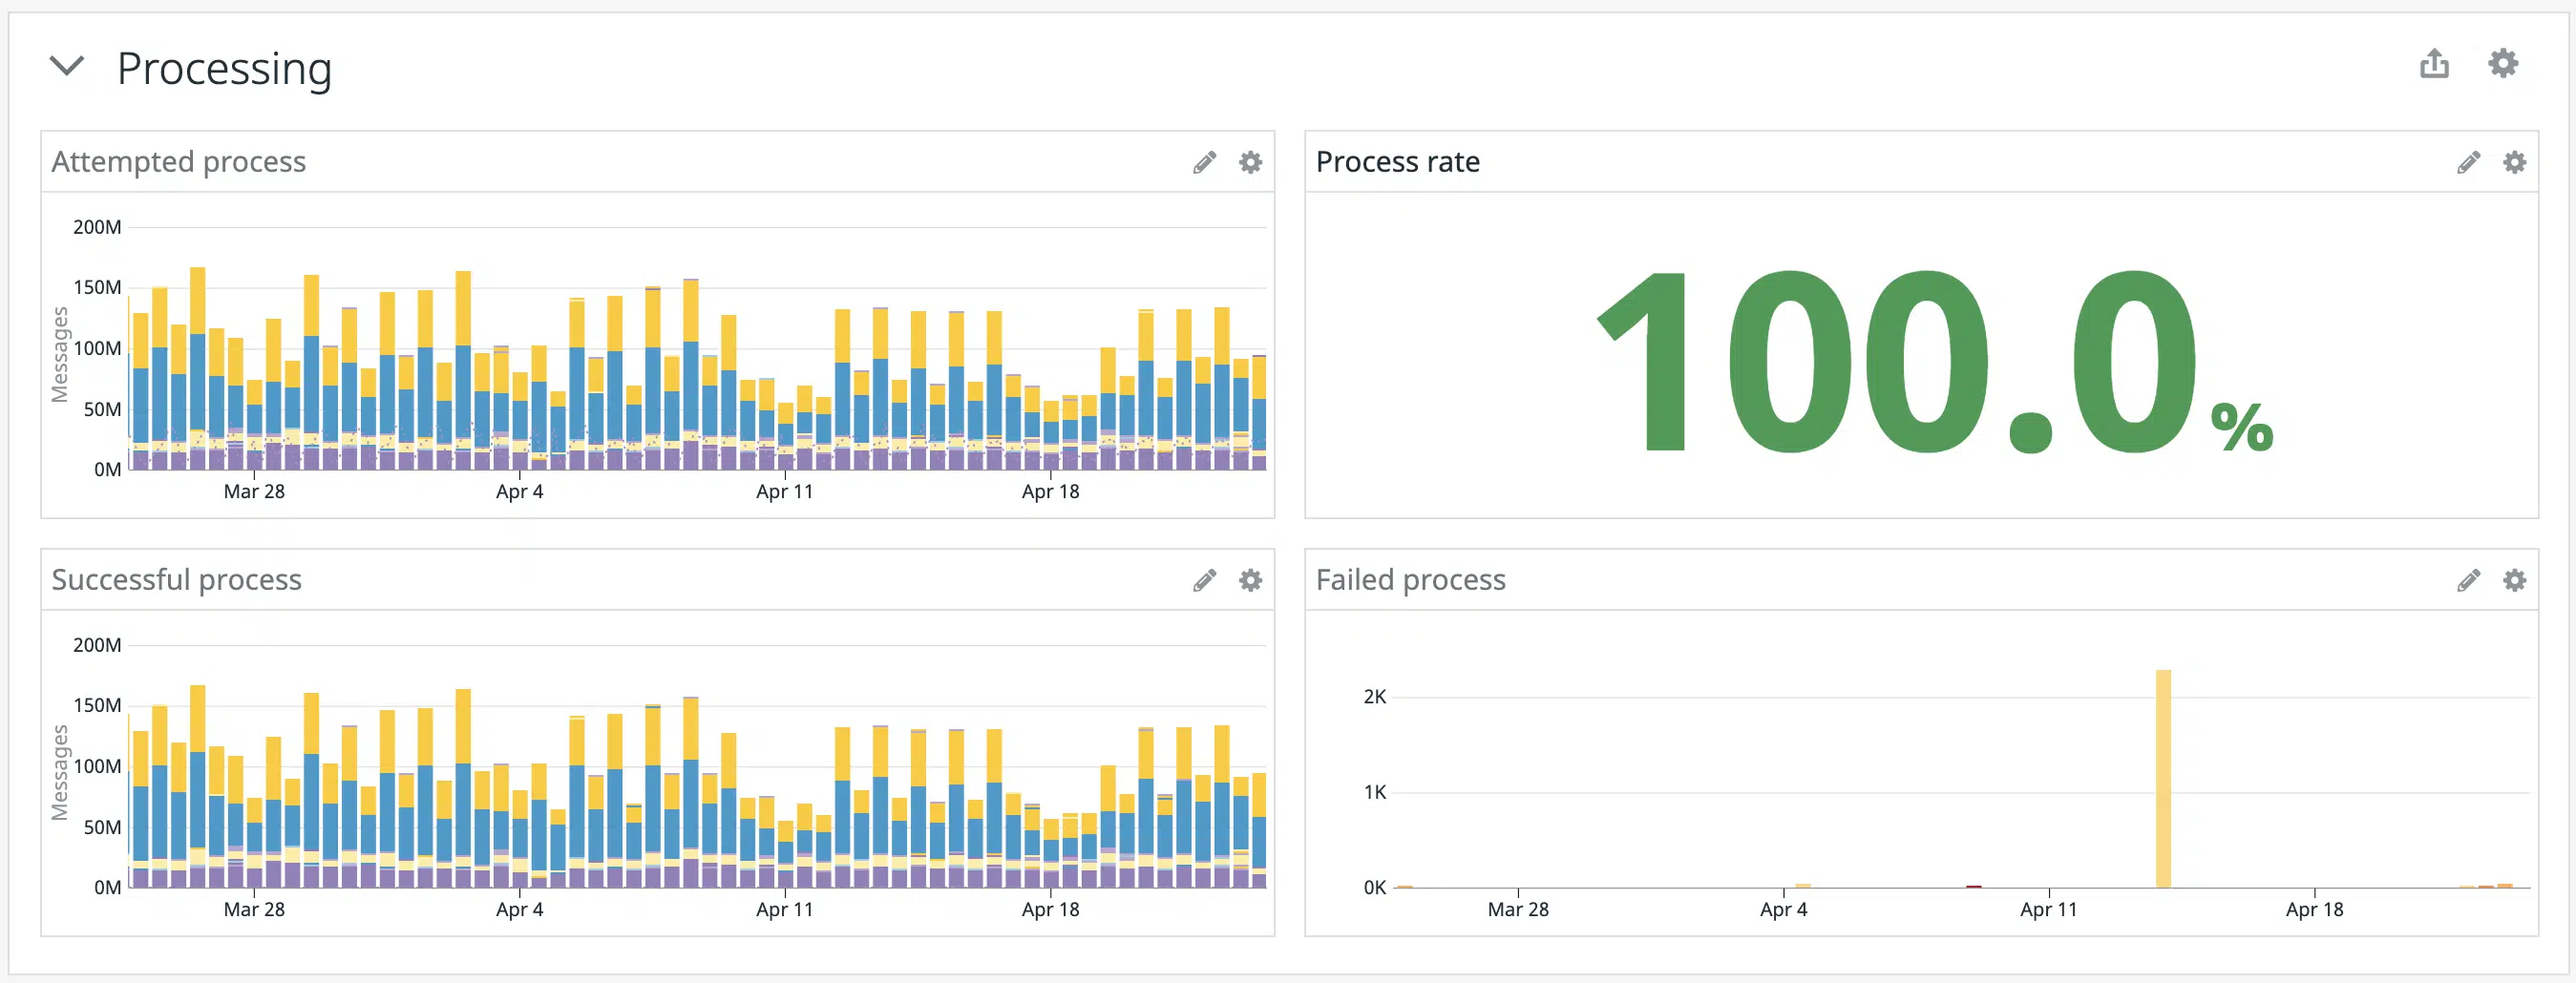 Processing
Attempted process
Messages
200M
150M
100M
50M
0M
Mar 28 Apr 4 Apr 11 Apr 18
Process rate
100.0%
Successful process
Messages
200M
150M
100M
50M
0M
Mar 28 Apr 4 Apr 11 Apr 18
Failed process
2K
1K
0K
Mar 28 Apr 4 Apr 11 Apr 18